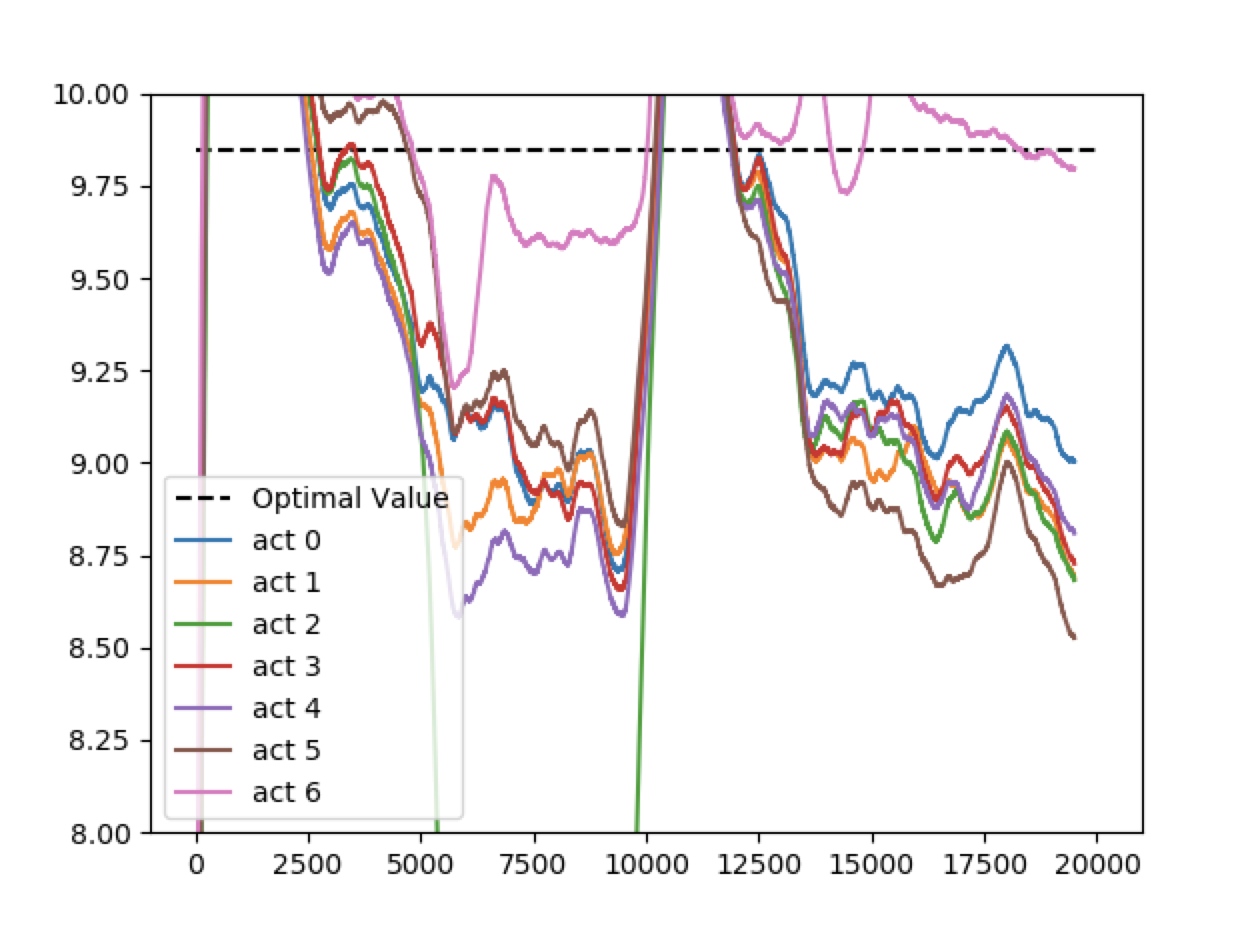 10.00
9.75
9.50
9.25
9.00
8.75
8.50
8.25
8.00
Optimal Value
act 0
act 1
act 2
act 3
act 4
act 5
act 6
0 2500 5000 7500 10000 12500 15000 17500 20000